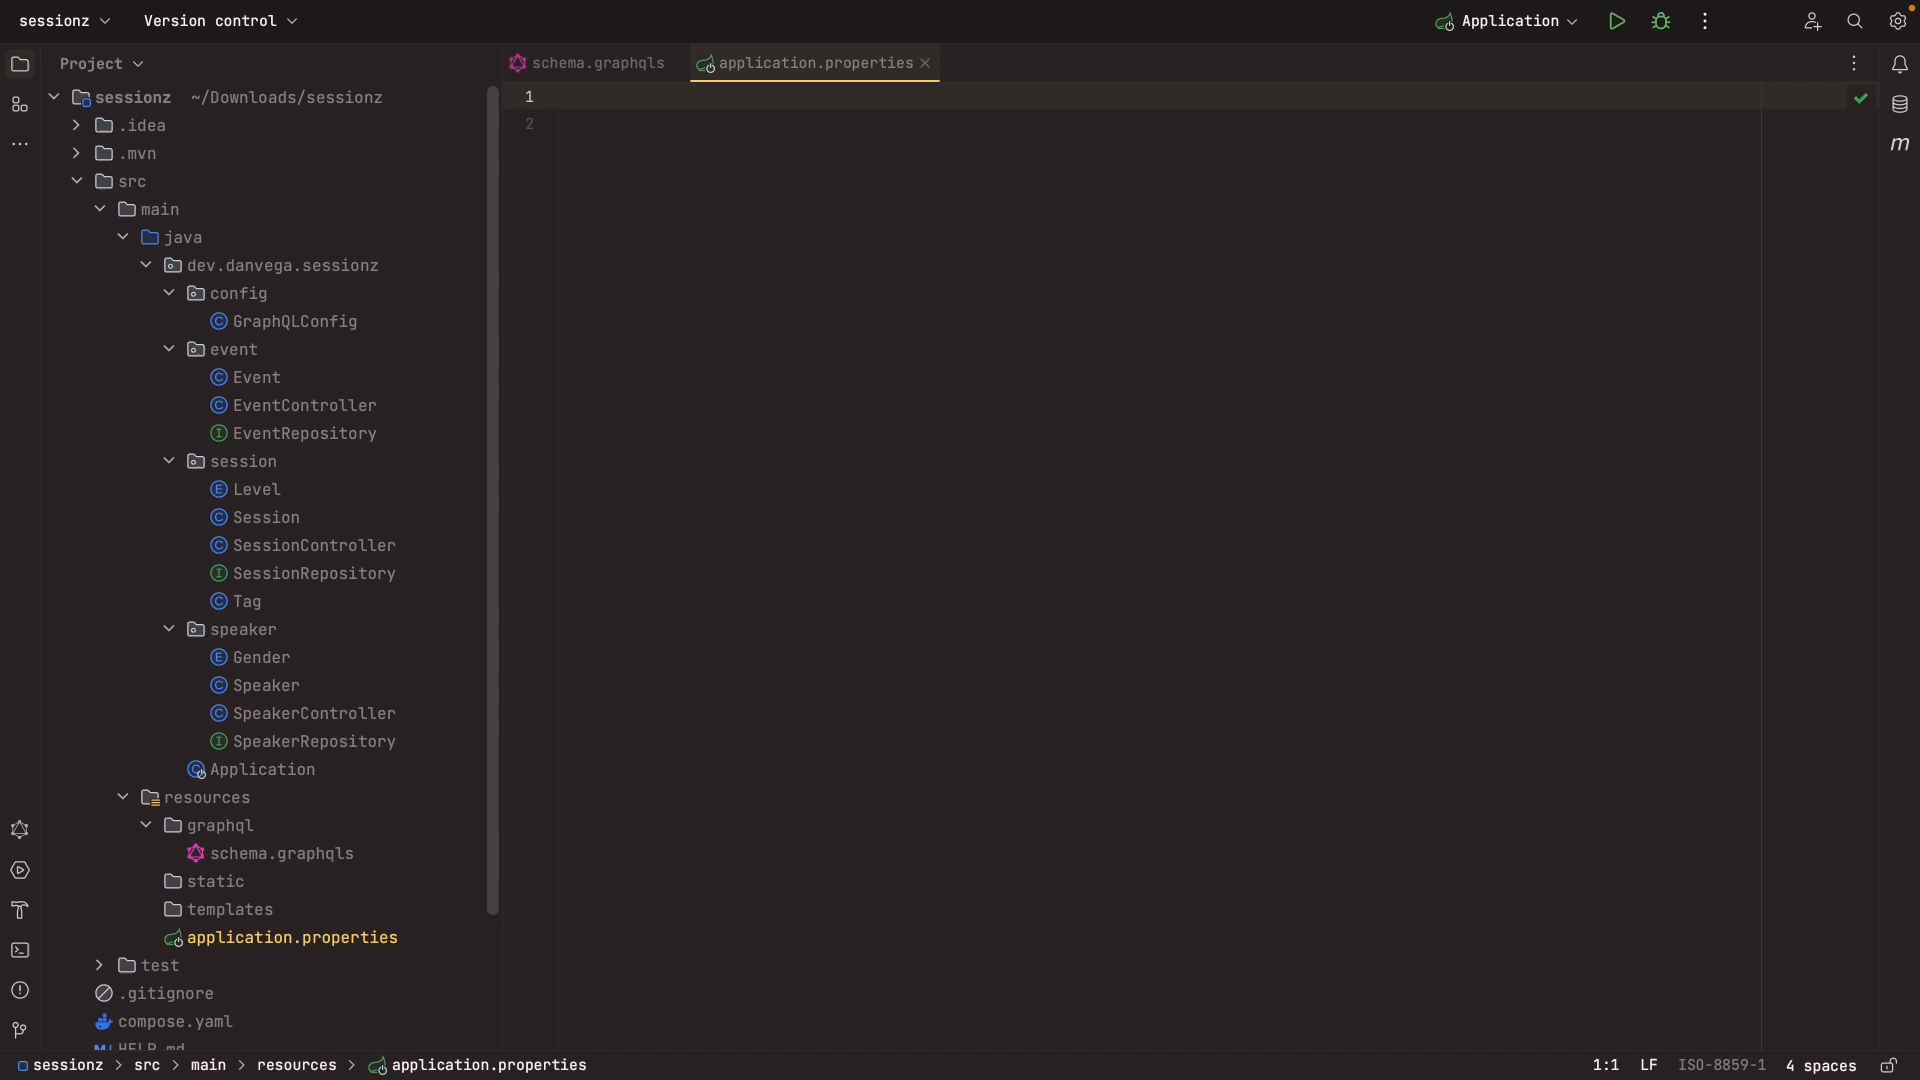 sessionz
Version control
Application
Project
schema.graphqls
application.properties
sessionz ~/Downloads/sessionz
.idea
.mvn
src
main
java
dev.danvega.sessionz
config
GraphQLConfig
event
Event
EventController
EventRepository
session
Level
Session
SessionController
SessionRepository
Tag
speaker
Gender
Speaker
SpeakerController
SpeakerRepository
Application
resources
graphql
schema.graphqls
static
templates
application.properties
test
.gitignore
compose.yaml
HELP.md
1
2
m
sessionz > src > main > resources > application.properties
1:1 LF ISO-8859-1 4 spaces